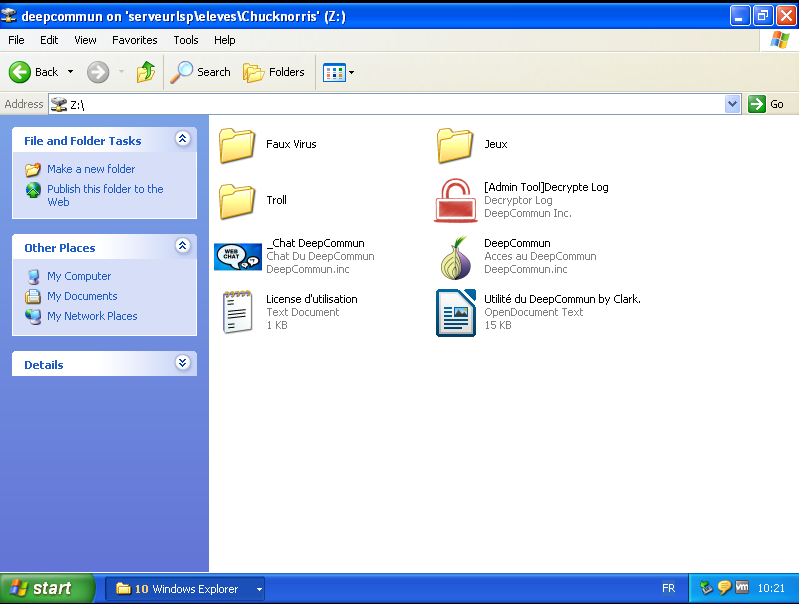 deepcommun on 'serveurlsp\eleves\Chucknorris' (Z:)
File Edit View Favorites Tools Help
Back Search Folders
Address Z:\ Go
File and Folder Tasks
Make a new folder
Publish this folder to the
Web
Other Places
My Computer
My Documents
My Network Places
Details
Faux Virus
Jeux
Troll
[Admin Tool]Decrypte Log
Decryptor Log
DeepCommun Inc.
WEB
CHAT
_Chat DeepCommun
Chat Du DeepCommun
DeepCommun.inc
DeepCommun
Acces au DeepCommun
DeepCommun.inc
License d'utilisation
Text Document
1 KB
Utilité du DeepCommun by Clark.
OpenDocument Text
15 KB
start 10 Windows Explorer FR vm 10:21